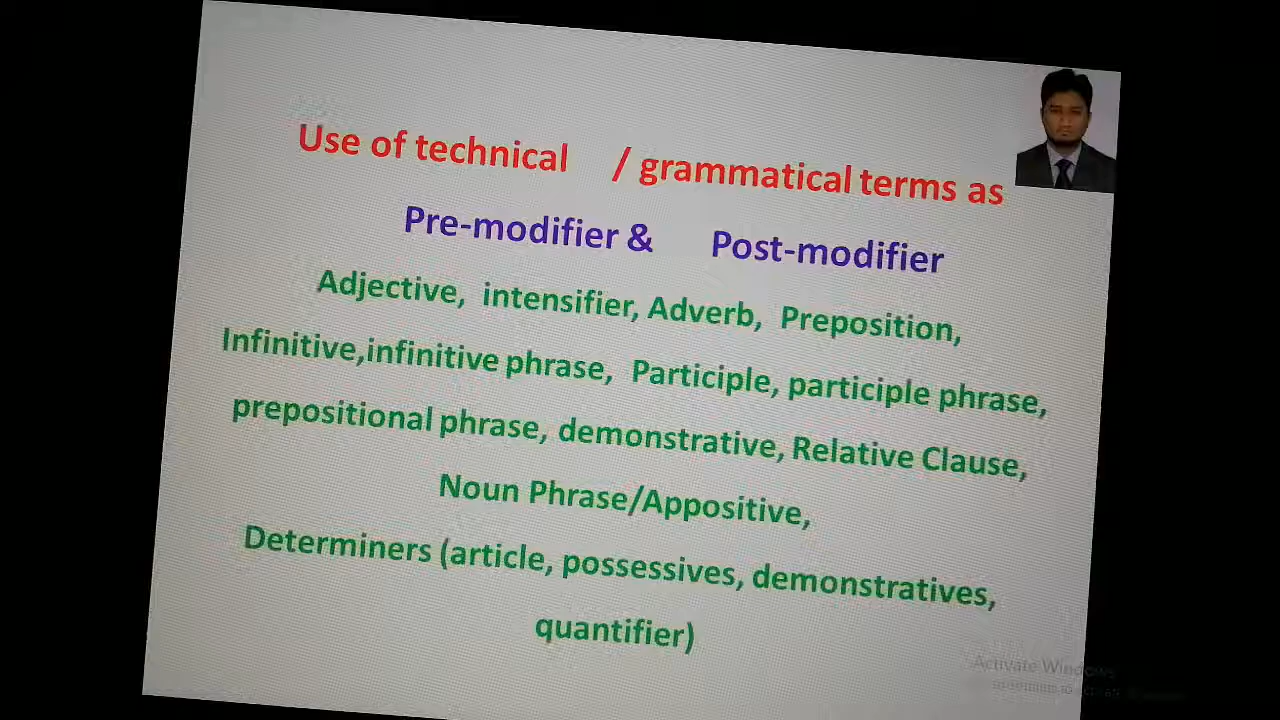 Use of technical / grammatical terms as
Pre-modifier & Post-modifier
Adjective, intensifier, Adverb, Preposition,
Infinitive,infinitive phrase, Participle, participle phrase,
prepositional phrase, demonstrative, Relative Clause,
Noun Phrase/Appositive,
Determiners (article, possessives, demonstratives,
quantifier)
Activate Windows